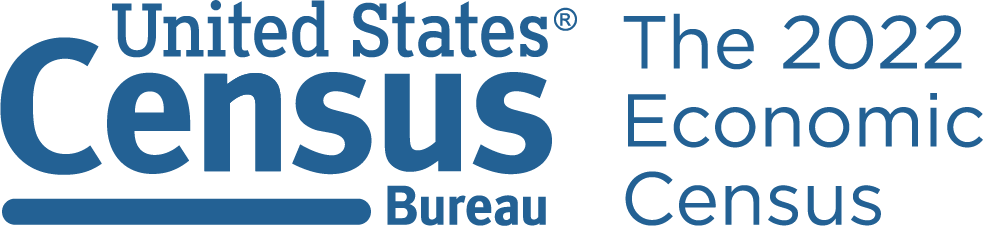 United States®
Census
Bureau
The 2022
Economic
Census